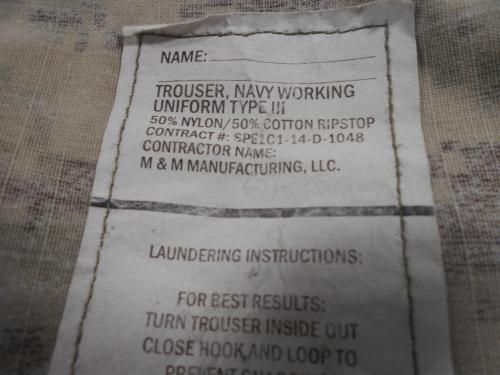 NAME:
TROUSER, NAVY WORKING
UNIFORM TYPE III
50% NYLON/50% COTTON RIPSTOP
CONTRACT #: SPE1C1-14-D-1048
CONTRACTOR NAME:
M & M MANUFACTURING, LLC.
LAUNDERING INSTRUCTIONS:
FOR BEST RESULTS:
TURN TROUSER INSIDE OUT
CLOSE HOOK,AND LOOP TO
PREVENT